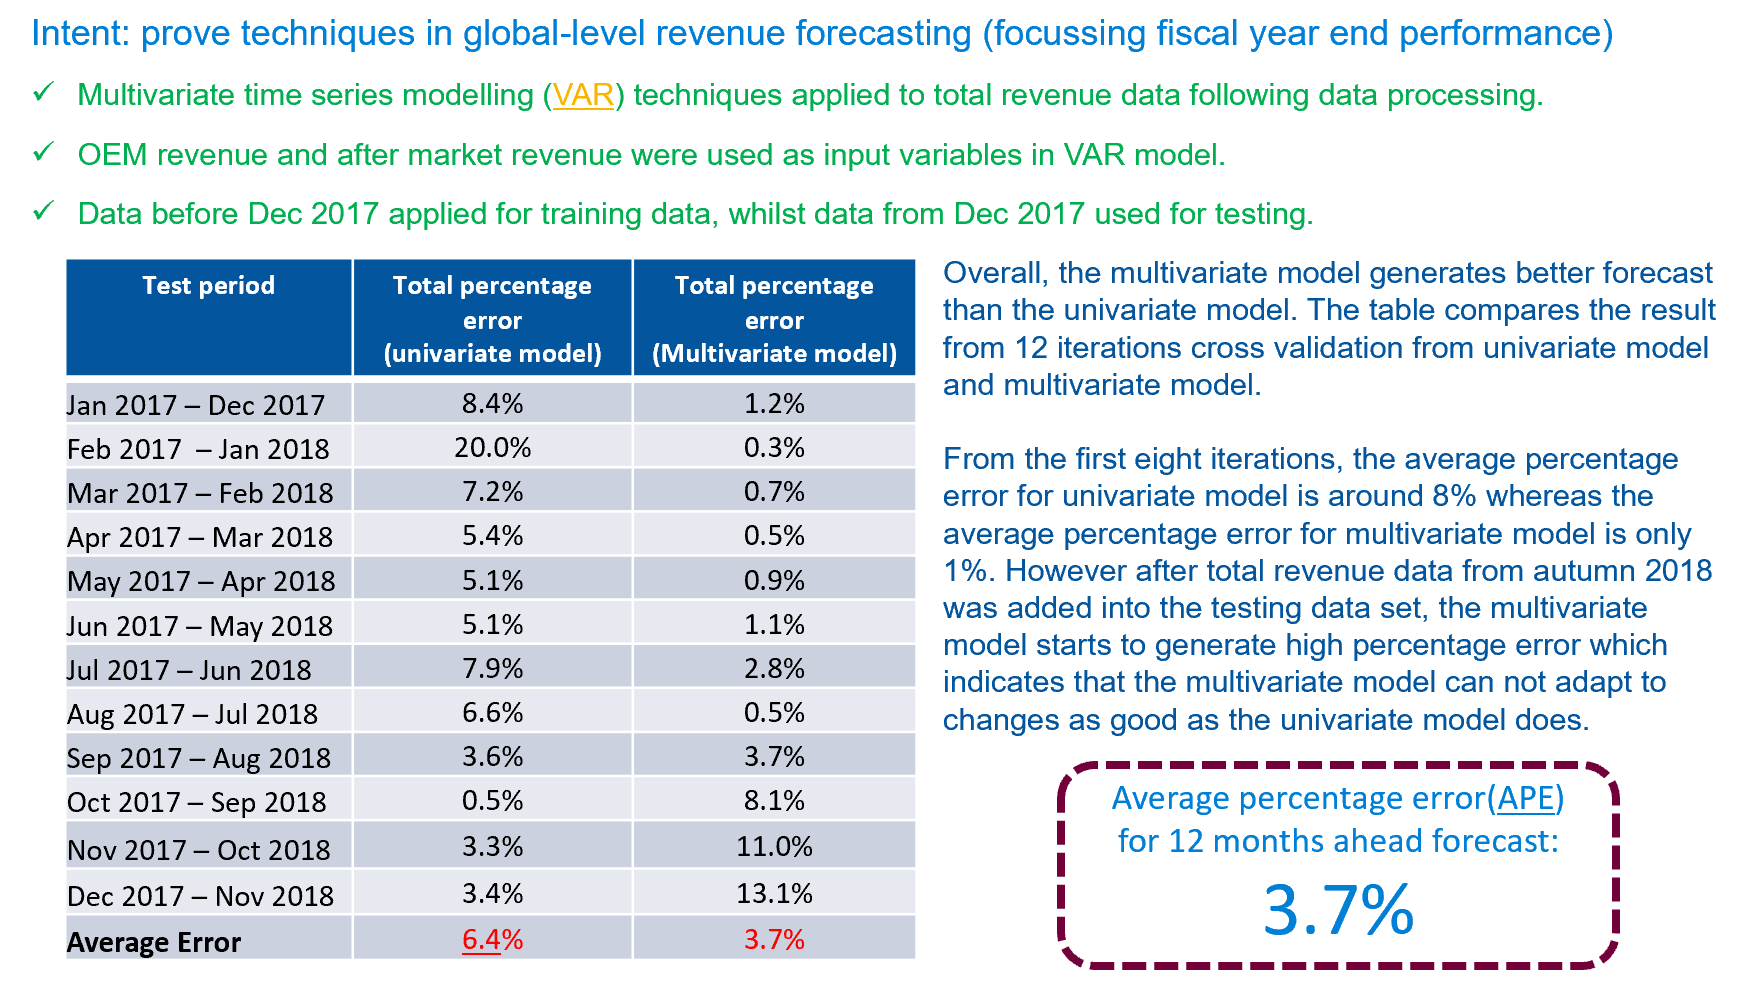 Intent: prove techniques in global-level revenue forecasting (focussing fiscal year end performance)
✓ Multivariate time series modelling (VAR) techniques applied to total revenue data following data processing.
✓ OEM revenue and after market revenue were used as input variables in VAR model.
✓ Data before Dec 2017 applied for training data, whilst data from Dec 2017 used for testing.
Test period Total percentage error (univariate model) Total percentage error (Multivariate model)
Jan 2017 – Dec 2017 8.4% 1.2%
Feb 2017 – Jan 2018 20.0% 0.3%
Mar 2017 – Feb 2018 7.2% 0.7%
Apr 2017 – Mar 2018 5.4% 0.5%
May 2017 – Apr 2018 5.1% 0.9%
Jun 2017 – May 2018 5.1% 1.1%
Jul 2017 – Jun 2018 7.9% 2.8%
Aug 2017 – Jul 2018 6.6% 0.5%
Sep 2017 – Aug 2018 3.6% 3.7%
Oct 2017 – Sep 2018 0.5% 8.1%
Nov 2017 – Oct 2018 3.3% 11.0%
Dec 2017 – Nov 2018 3.4% 13.1%
Average Error 6.4% 3.7%
Overall, the multivariate model generates better forecast
than the univariate model. The table compares the result
from 12 iterations cross validation from univariate model
and multivariate model.
From the first eight iterations, the average percentage
error for univariate model is around 8% whereas the
average percentage error for multivariate model is only
1%. However after total revenue data from autumn 2018
was added into the testing data set, the multivariate
model starts to generate high percentage error which
indicates that the multivariate model can not adapt to
changes as good as the univariate model does.
Average percentage error(APE)
for 12 months ahead forecast:
3.7%